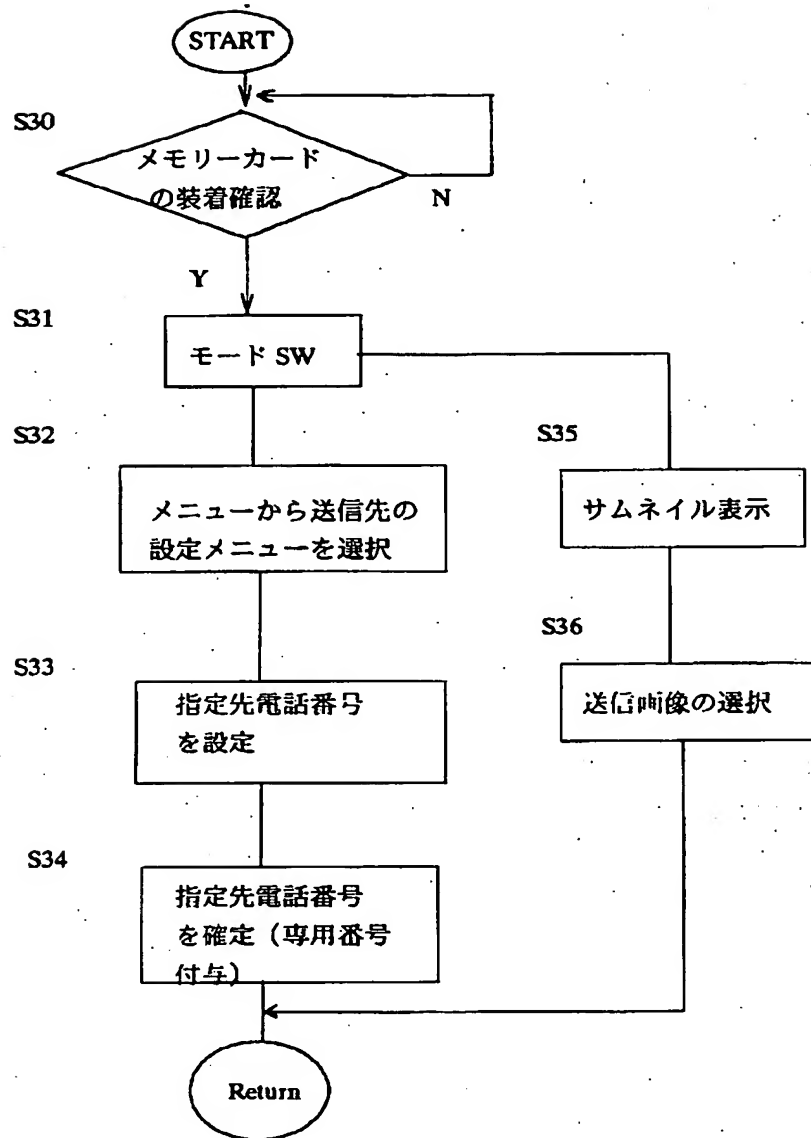 START
S30
メモリーカード
の装着確認
N
Y
S31
モード SW
S32
メニューから送信先の
設定メニューを選択
S33
指定先電話番号
を設定
S34
指定先電話番号
を確定（専用番号
付与）
S35
サムネイル表示
S36
送信画像の選択
Return